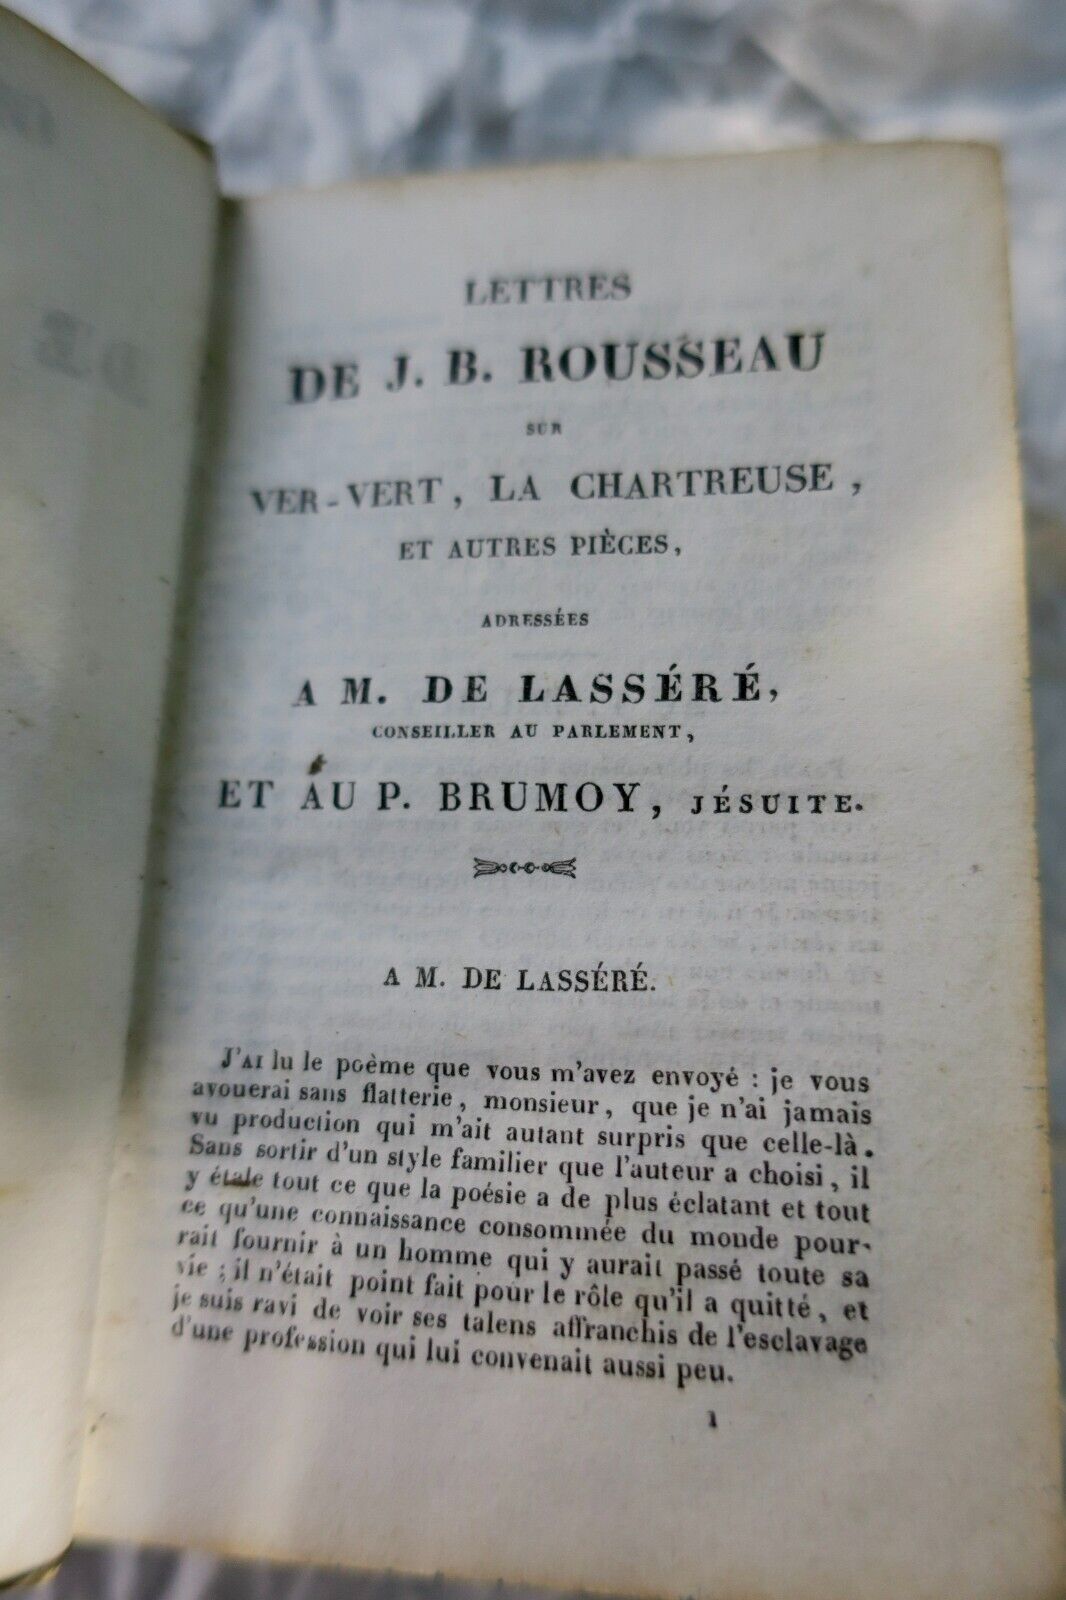 LETTRES
DE J. B. ROUSSEAU
SUR
VER-VERT, LA CHARTREUSE,
ET AUTRES PIÈCES,
ADRESSÉES
A M. DE LASSÉRÉ,
CONSEILLER AU PARLEMENT,
ET AU P. BRUMOY, JÉSUITE.
A M. DE LASSÉRÉ.
J'AI lu le poème que vous m'avez envoyé : je vous
avouerai sans flatterie, monsieur, que je n'ai jamais
vu production qui m'ait autant surpris que celle-là.
Sans sortir d'un style familier que l'auteur a choisi, il
y étale tout ce que la poésie a de plus éclatant et tout
ce qu'une connaissance consommée du monde pour-
rait fournir à un homme qui y aurait passé toute sa
vie ; il n'était point fait pour le rôle qu'il a quitté, et
je suis ravi de voir ses talens affranchis de l'esclavage
d'une profession qui lui convenait aussi peu.
1